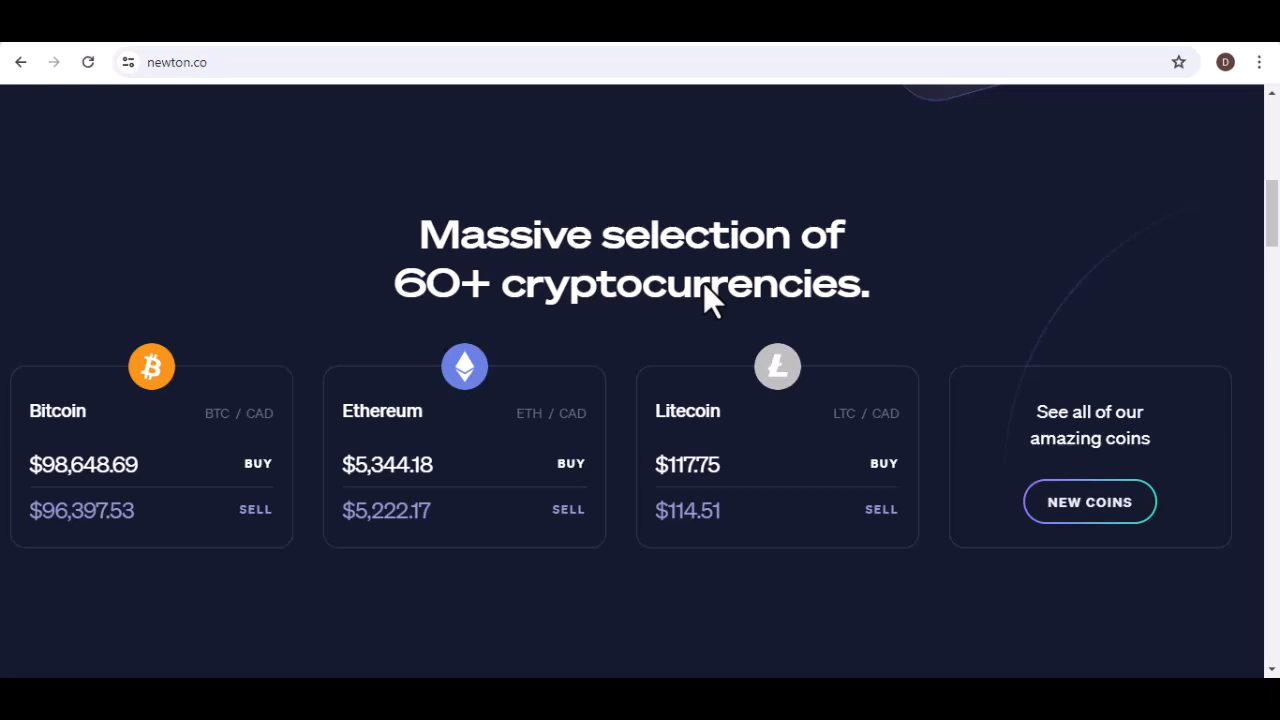 newton.co
D
Massive selection of
60+ cryptocurrencies.
Bitcoin BTC / CAD
$98,648.69 BUY
$96,397.53 SELL
Ethereum ETH / CAD
$5,344.18 BUY
$5,222.17 SELL
Litecoin LTC / CAD
$117.75 BUY
$114.51 SELL
See all of our
amazing coins
NEW COINS